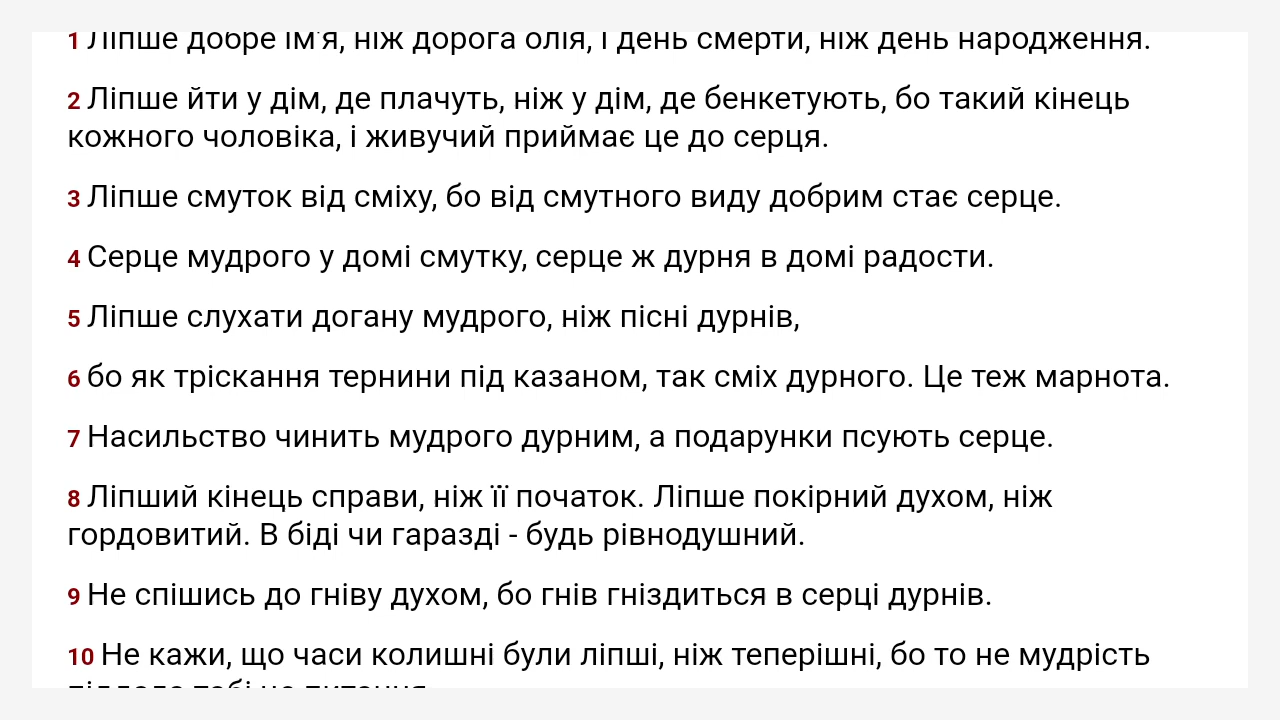 1 Ліпше добре ім'я, ніж дорога олія, і день смерти, ніж день народження.
2 Ліпше йти у дім, де плачуть, ніж у дім, де бенкетують, бо такий кінець
кожного чоловіка, і живучий приймає це до серця.
3 Ліпше смуток від сміху, бо від смутного виду добрим стає серце.
4 Серце мудрого у домі смутку, серце ж дурня в домі радости.
5 Ліпше слухати догану мудрого, ніж пісні дурнів,
6 бо як тріскання тернини під казаном, так сміх дурного. Це теж марнота.
7 Насильство чинить мудрого дурним, а подарунки псують серце.
8 Ліпший кінець справи, ніж її початок. Ліпше покірний духом, ніж
гордовитий. В біді чи гаразді - будь рівнодушний.
9 Не спішись до гніву духом, бо гнів гніздиться в серці дурнів.
10 Не кажи, що часи колишні були ліпші, ніж теперішні, бо то не мудрість